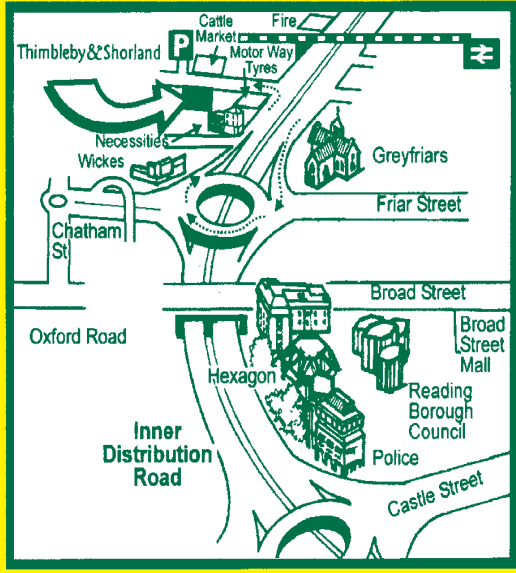 Cattle
Market
Fire
Thimbleby & Shorland
P
Motor Way
Tyres
Necessities
Wickes
Greyfriars
Friar Street
Chatham
St
Broad Street
Oxford Road
Broad
Street
Mall
Hexagon
Reading
Borough
Council
Inner
Distribution
Road
Police
Castle Street